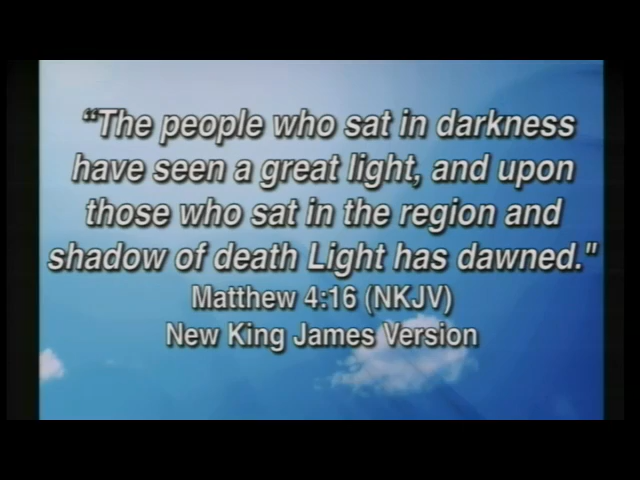 “The people who sat in darkness
have seen a great light, and upon
those who sat in the region and
shadow of death Light has dawned."
Matthew 4:16 (NKJV)
New King James Version